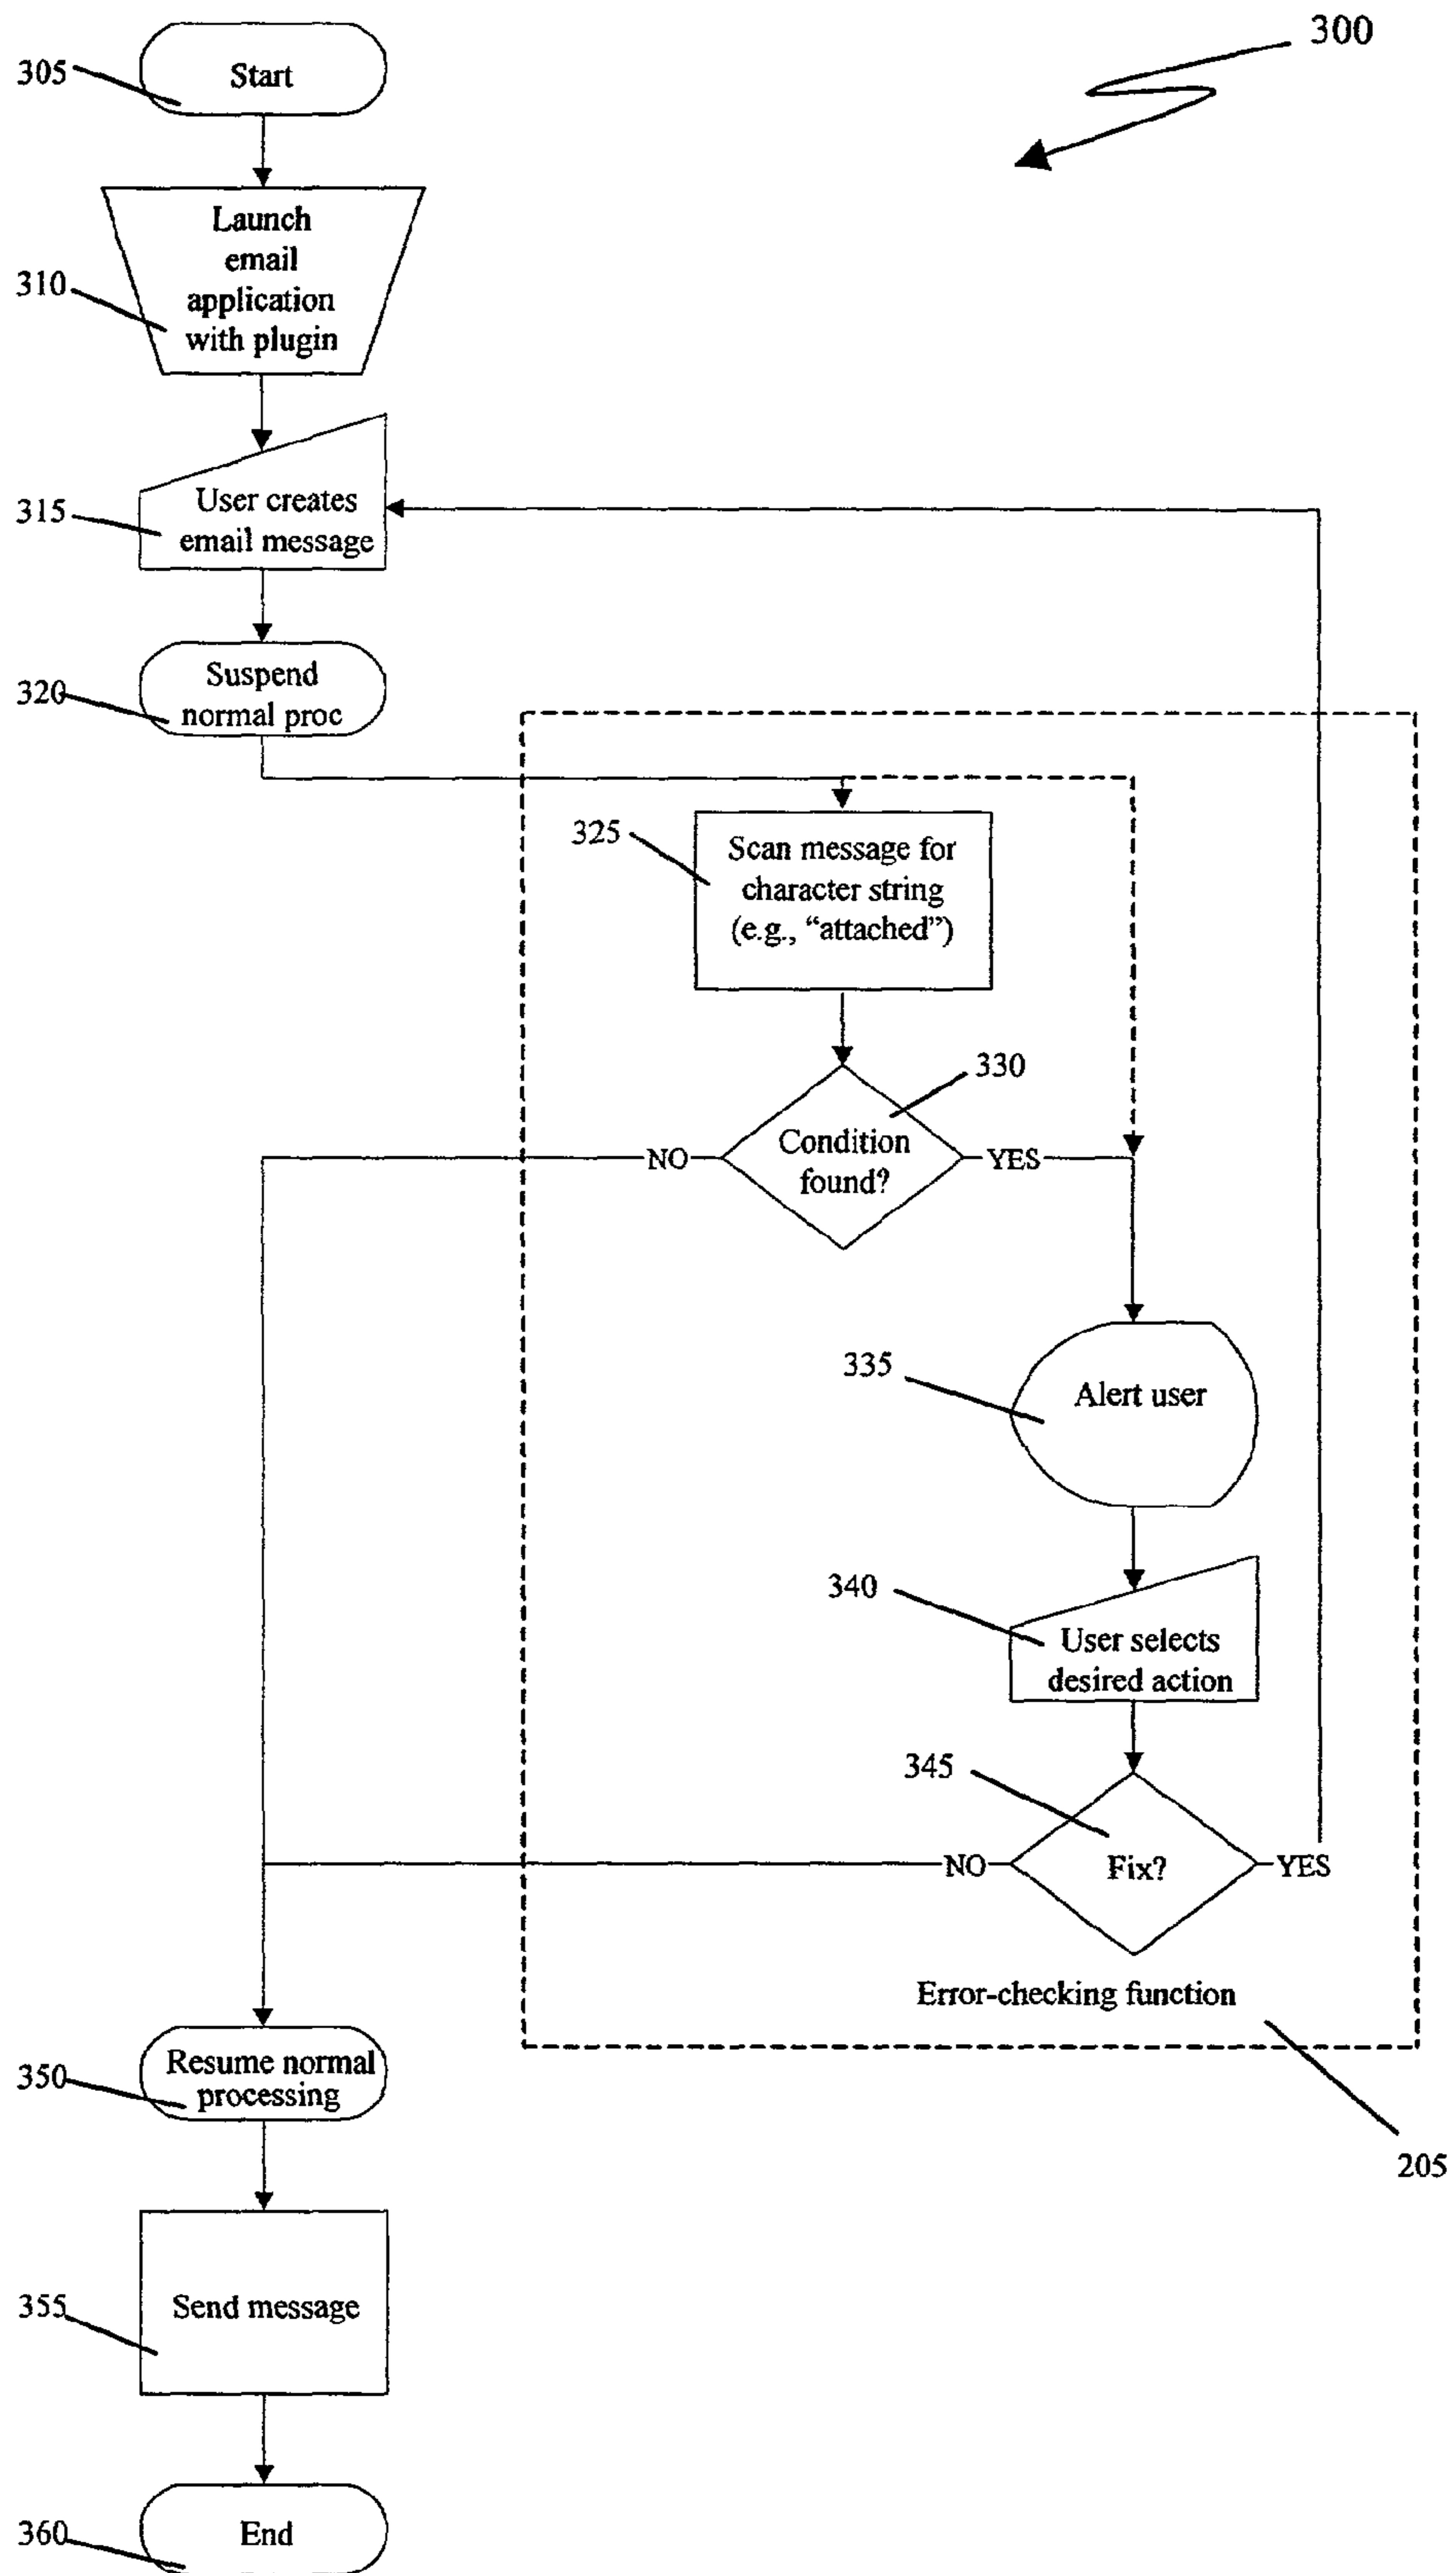 300
305
Start
Launch
email
application
with plugin
310
315
User creates
email message
320
Suspend
normal proc
325
Scan message for
character string
(e.g., “attached”)
330
Condition
found?
NO
YES
335
Alert user
340
User selects
desired action
345
Fix?
NO
YES
Error-checking function
205
350
Resume normal
processing
355
Send message
360
End